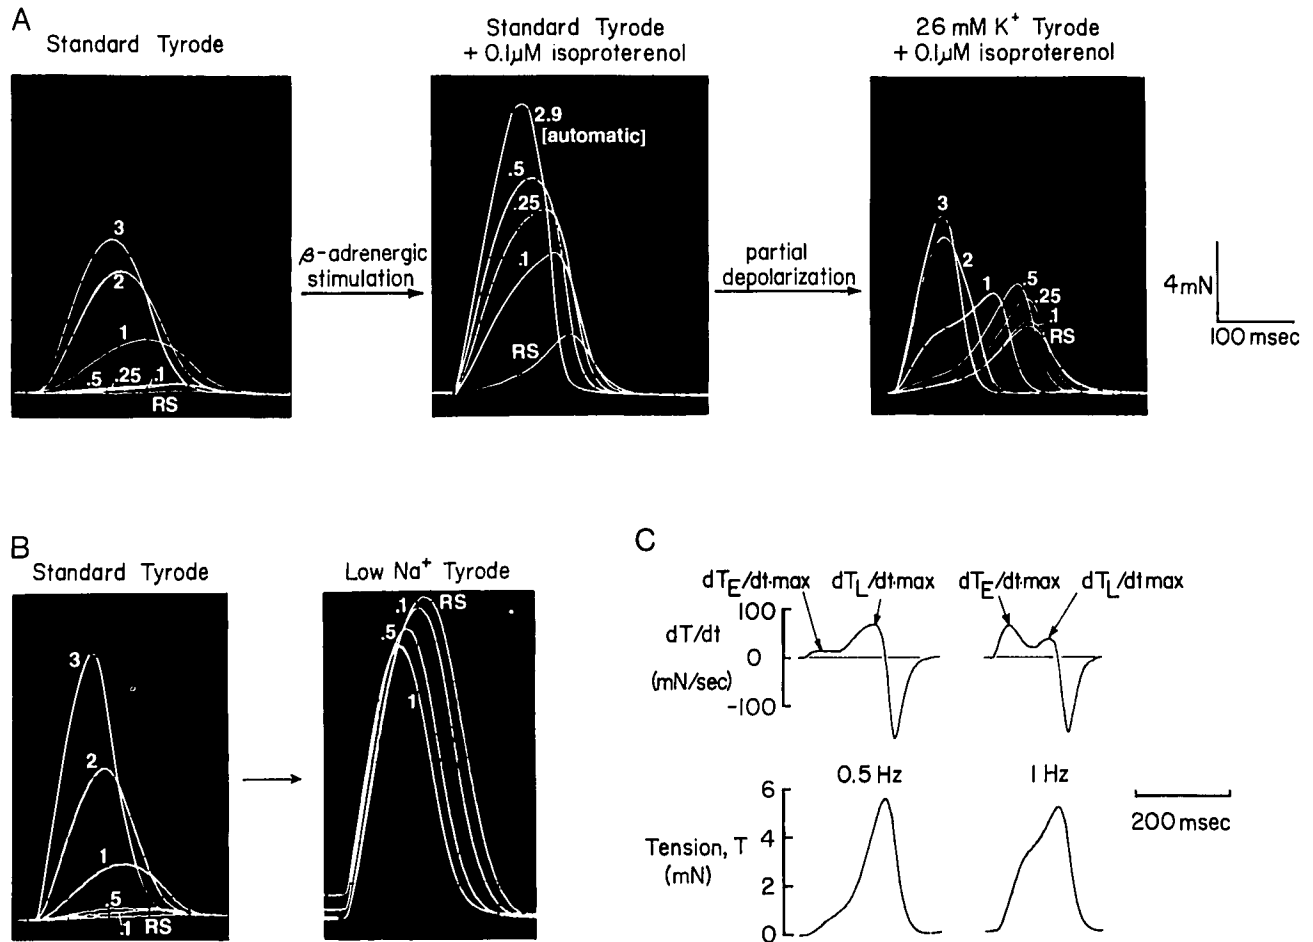 A
Standard Tyrode
Standard Tyrode
+ 0.1μM isoproterenol
26 mM K⁺ Tyrode
+ 0.1μM isoproterenol
3
2
1
.5
.25
.1
RS
β-adrenergic
stimulation
2.9
[automatic]
.5
.25
.1
RS
partial
depolarization
3
2
1
.5
.25
.1
RS
4mN
100 msec
B
Standard Tyrode
Low Na⁺ Tyrode
3
2
1
.5
.1
RS
.1
RS
.5
1
C
dT_E/dt·max
dT_L/dt·max
dT_E/dt·max
dT_L/dt max
100
dT/dt
0
(mN/sec)
-100
0.5 Hz
1 Hz
200 msec
6
4
Tension, T
(mN)
2
0